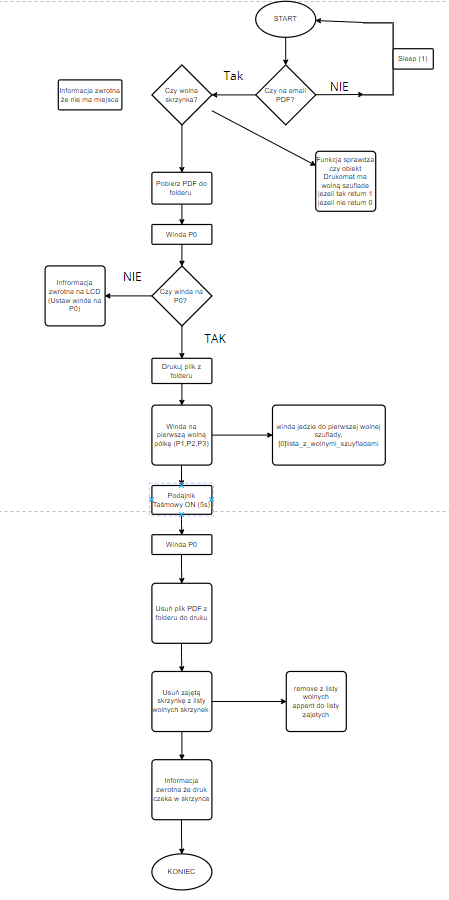 START
Sleep (1)
Tak
NIE
Czy na email
PDF?
Czy wolna
skrzynka?
Informacja zwrotna
że nie ma miejsca
Funkcja sprawdza
czy obiekt
Drukomat ma
wolną szuflade
jezeli tak return 1
jezeli nie return 0
Pobierz PDF do
folderu
Winda P0
NIE
Czy winda na
P0?
Infrormacja
zwrotna na LCD
(Ustaw winde na
P0)
TAK
Drukuj plik z
folderu
Winda na
pierwszą wolną
półkę (P1,P2,P3)
winda jedzie do pierwszej wolnej
szuflady,
[0]lista_z_wolnymi_szuyfladami
Podajnik
Taśmowy ON (5s)
Winda P0
Usuń plik PDF z
folderu do druku
Usuń zajętą
skrzynkę z listy
wolnych skrzynek
remove z listy
wolnych
appent do listy
zajetych
Informacja
zwrotna że druk
czeka w skrzynce
KONIEC